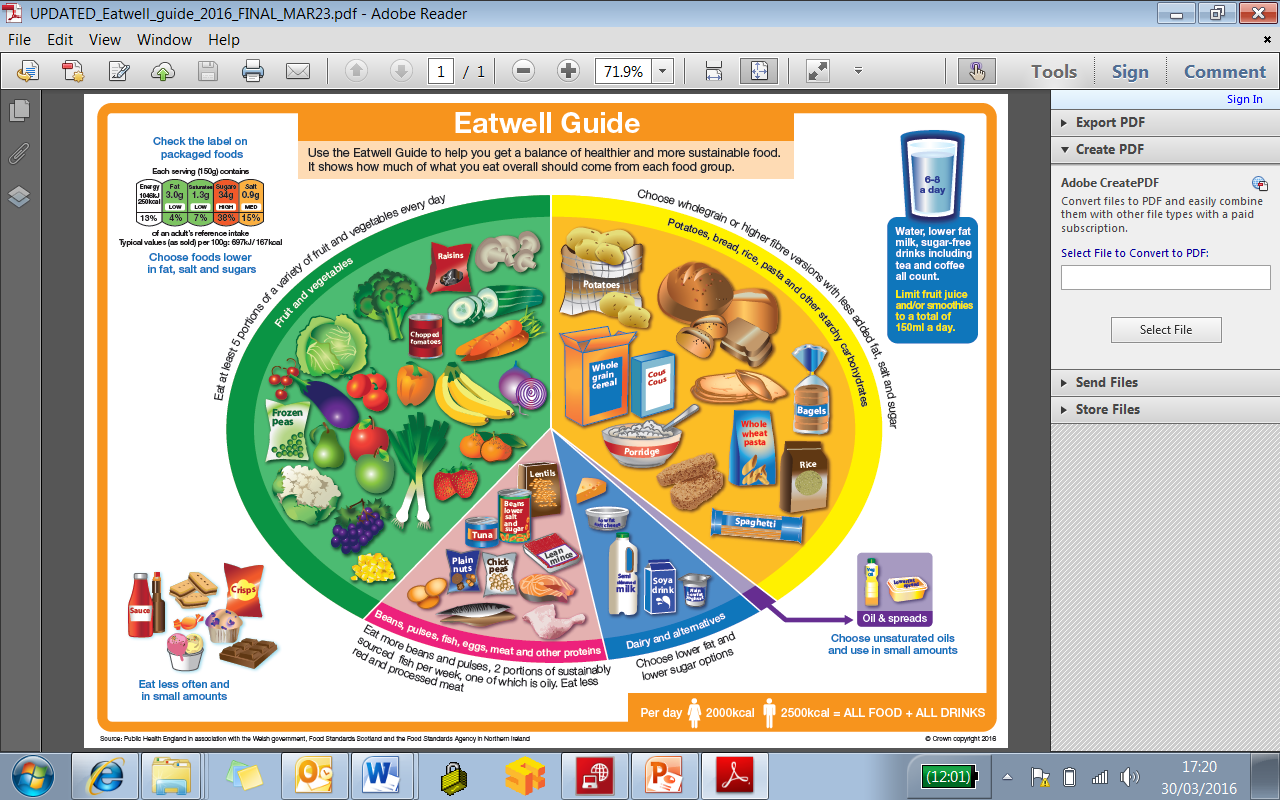 UPDATED_Eatwell_guide_2016_FINAL_MAR23.pdf - Adobe Reader
File Edit View Window Help
1 / 1 71.9% Tools Sign Comment
Sign In
Export PDF
Create PDF
Adobe CreatePDF
Convert files to PDF and easily combine
them with other file types with a paid
subscription.
Select File to Convert to PDF:
Select File
Send Files
Store Files
Check the label on
packaged foods
Each serving (150g) contains
Energy
1046kJ
250kcal
13%
Fat
3.0g
LOW
4%
Saturates
1.3g
LOW
7%
Sugars
34g
HIGH
38%
Salt
0.9g
MED
15%
of an adult's reference intake
Typical values (as sold) per 100g: 697kJ/ 167kcal
Choose foods lower
in fat, salt and sugars
Eatwell Guide
Use the Eatwell Guide to help you get a balance of healthier and more sustainable food.
It shows how much of what you eat overall should come from each food group.
6-8
a day
Water, lower fat
milk, sugar-free
drinks including
tea and coffee
all count.
Limit fruit juice
and/or smoothies
to a total of
150ml a day.
Eat at least 5 portions of a variety of fruit and vegetables every day
Fruit and vegetables
Raisins
Chopped
tomatoes
Frozen
peas
Choose wholegrain or higher fibre versions with less added fat, salt and sugar
Potatoes, bread, rice, pasta and other starchy carbohydrates
Potatoes
Whole
grain
cereal
Cous
Cous
Bagels
Porridge
Whole
wheat
pasta
Rice
Spaghetti
Lentils
Beans
lower
salt
and
sugar
Tuna
Plain
nuts
Chick
peas
Lean
mince
Beans, pulses, fish, eggs, meat and other proteins
Eat more beans and pulses, 2 portions of sustainably
sourced fish per week, one of which is oily. Eat less
red and processed meat
Semi
skimmed
milk
Soya
drink
Dairy and alternatives
Choose lower fat and
lower sugar options
Veg
oil
Oil & spreads
Choose unsaturated oils
and use in small amounts
Sauce
Crisps
Eat less often and
in small amounts
Per day 2000kcal 2500kcal = ALL FOOD + ALL DRINKS
Source: Public Health England in association with the Welsh government, Food Standards Scotland and the Food Standards Agency in Northern Ireland
© Crown copyright 2016
(12:01)
17:20
30/03/2016